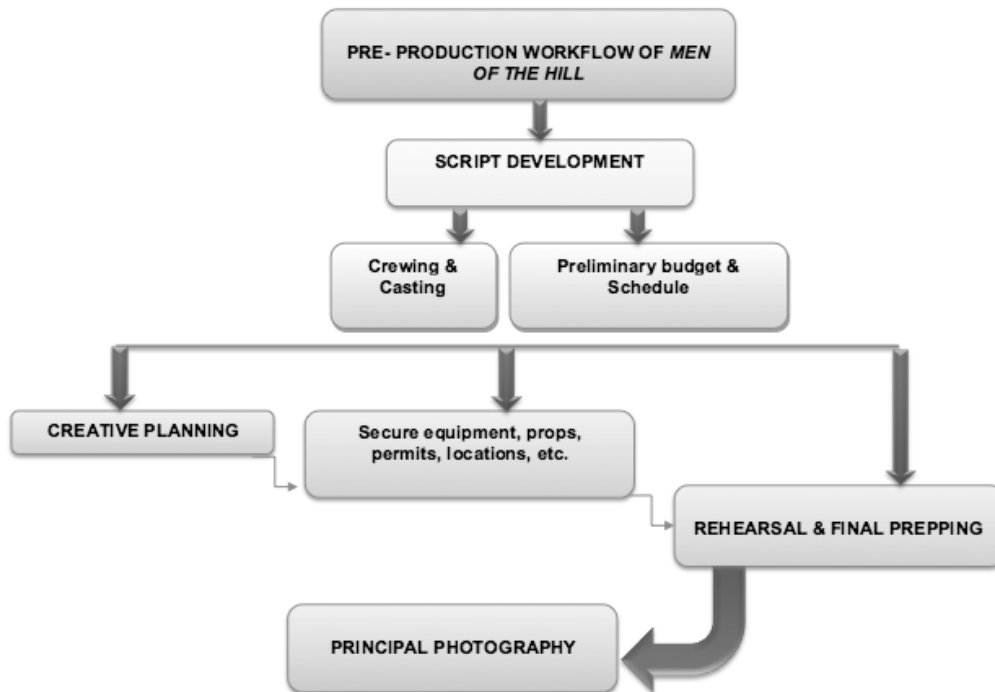 PRE- PRODUCTION WORKFLOW OF MEN
OF THE HILL
SCRIPT DEVELOPMENT
Crewing &
Casting
Preliminary budget &
Schedule
CREATIVE PLANNING
Secure equipment, props,
permits, locations, etc.
REHEARSAL & FINAL PREPPING
PRINCIPAL PHOTOGRAPHY